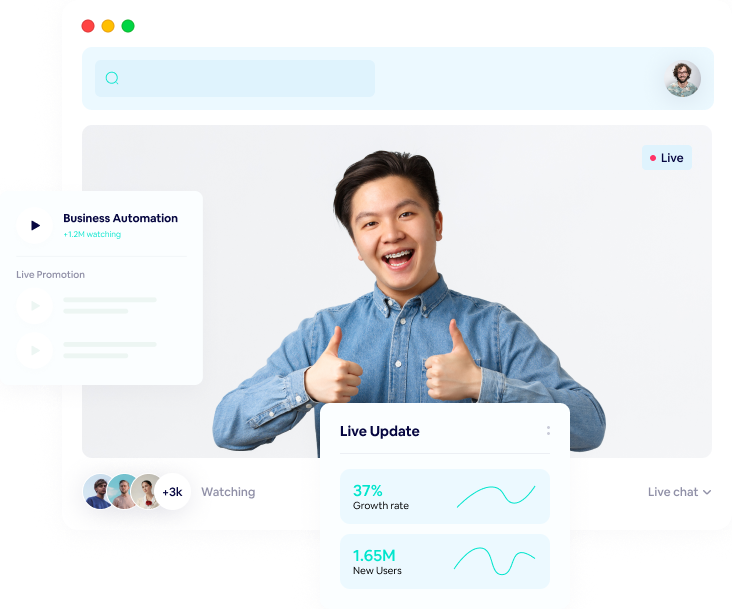 Live
Business Automation
+1.2M watching
Live Promotion
Live Update
37%
Growth rate
1.65M
New Users
+3k
Watching
Live chat